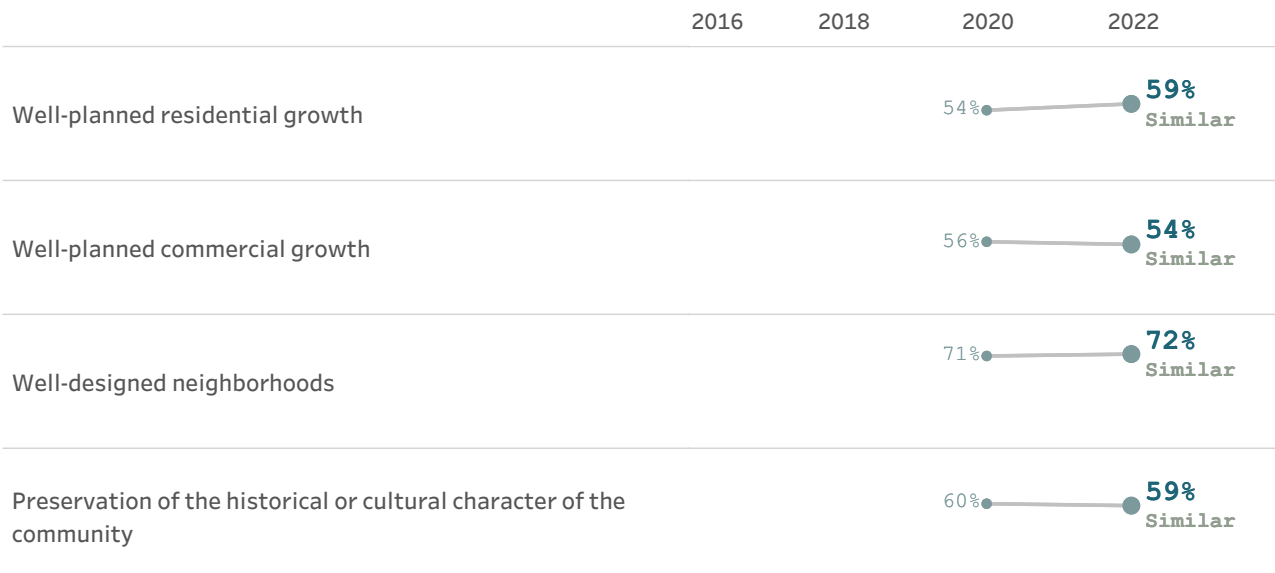 2016 2018 2020 2022
Well-planned residential growth 54% 59%
Similar
Well-planned commercial growth 56% 54%
Similar
Well-designed neighborhoods 71% 72%
Similar
Preservation of the historical or cultural character of the
community 60% 59%
Similar